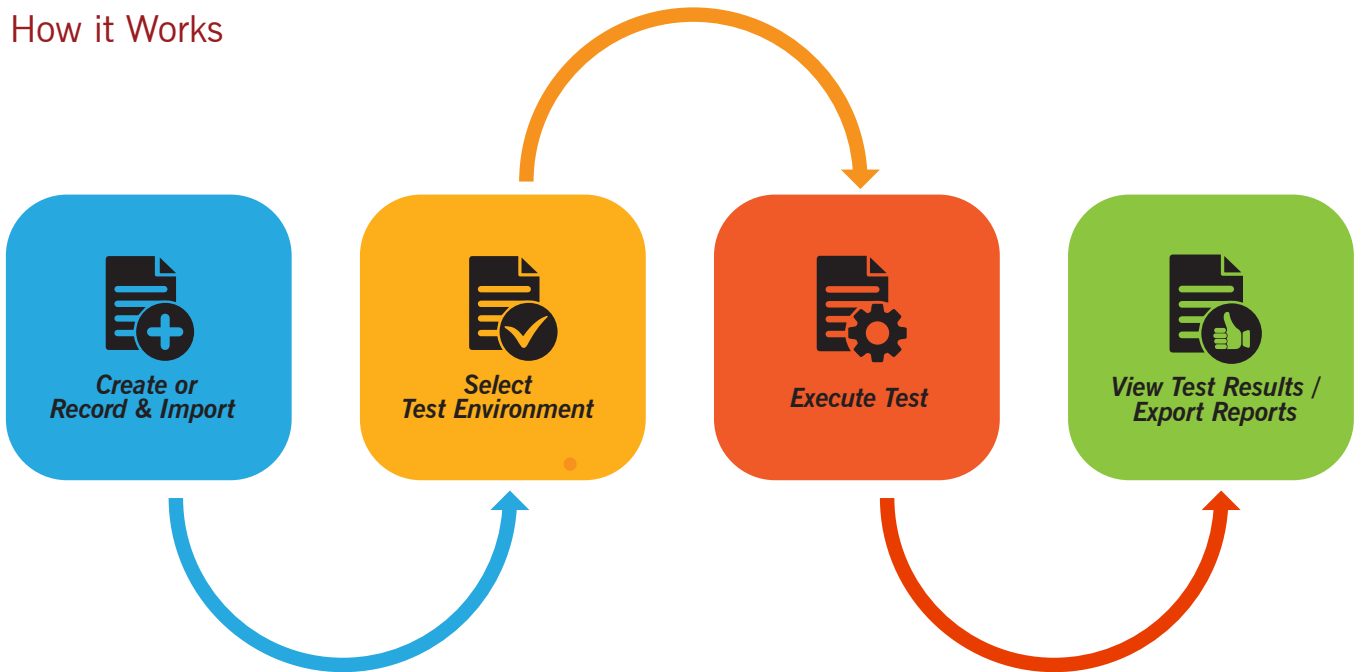 How it Works
Create or
Record & Import
Select
Test Environment
Execute Test
View Test Results /
Export Reports